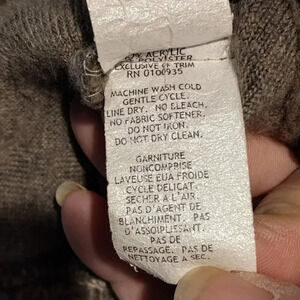 % ACRYLIC
% POLYESTER
EXCLUSIVE OF TRIM
RN 0100935
MACHINE WASH COLD
GENTLE CYCLE.
LINE DRY. NO BLEACH.
NO FABRIC SOFTENER.
DO NOT IRON.
DO NOT DRY CLEAN.
GARNITURE
NONCOMPRISE
LAVEUSE EUA FROIDE
CYCLE DELICAT.
SECHER A L'AIR.
PAS D'AGENT DE
BLANCHIMENT. PAS
D'ASSOIPLISSANT.
PAS DE
REPASSAGE. PAS DE
NETTOYAGE A SEC.